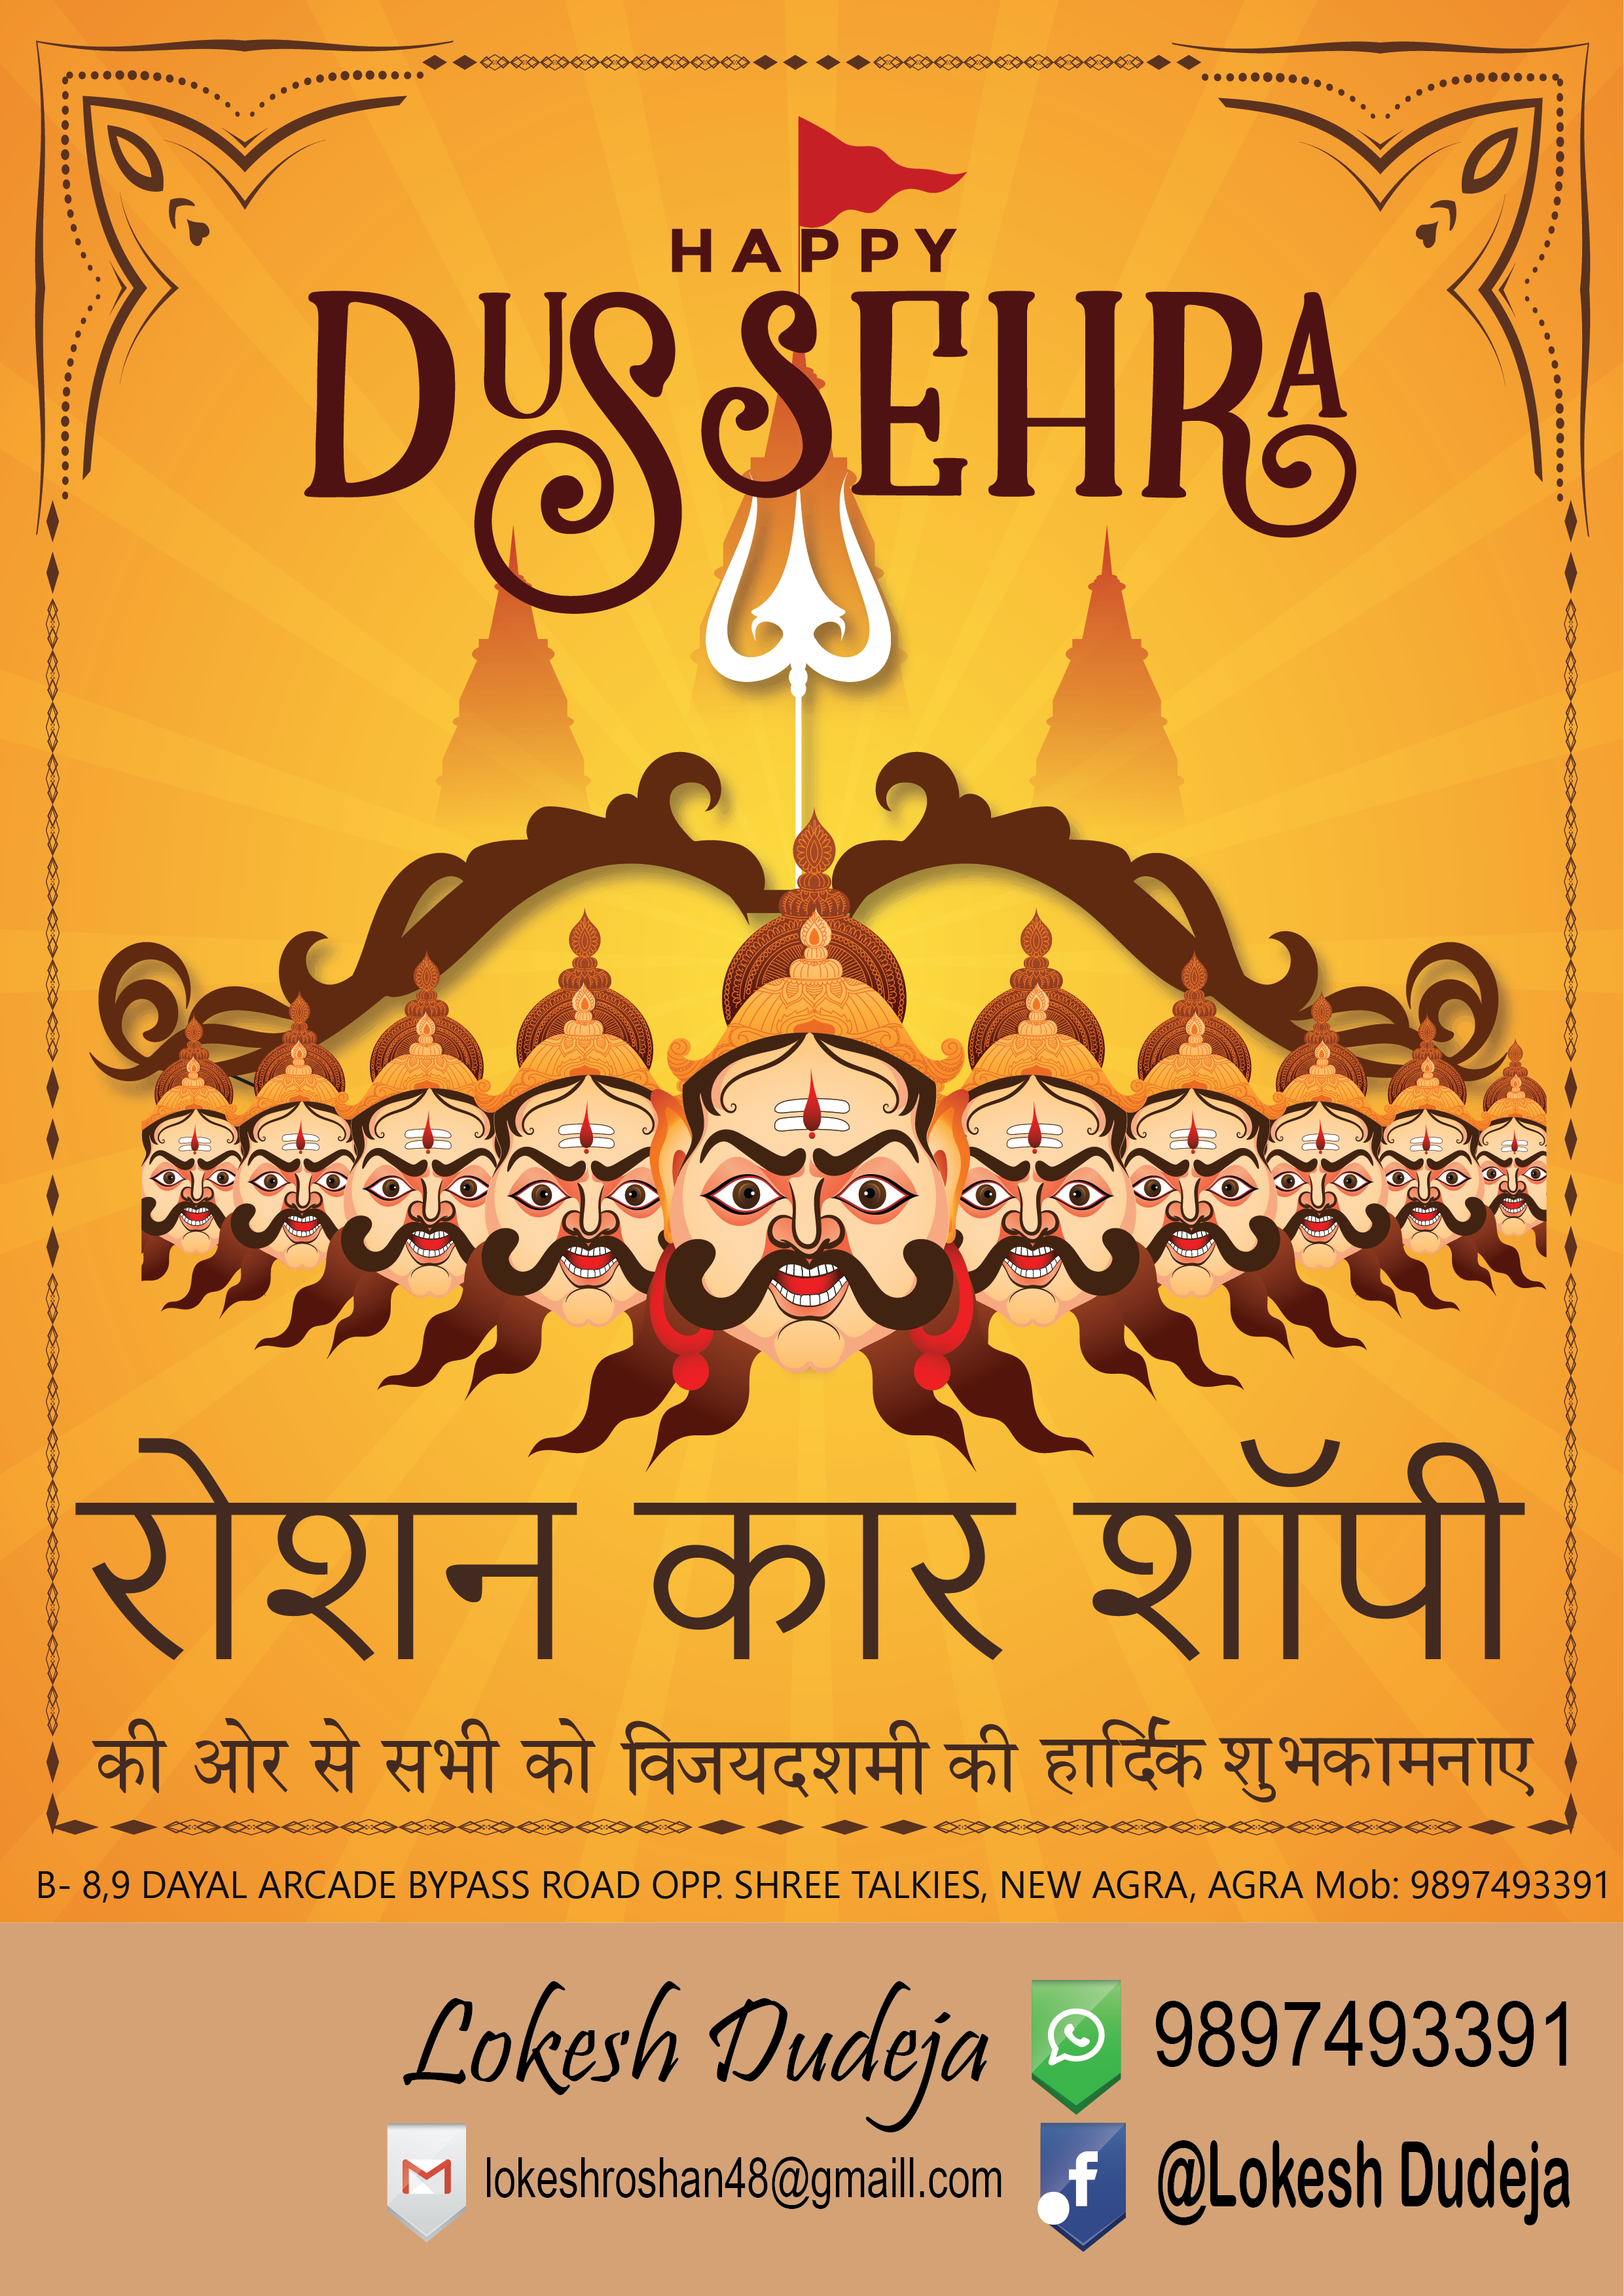 HAPPY
DUSSEHRA
रोशन कार शॉपी
की ओर से सभी को विजयदशमी की हार्दिक शुभकामनाए
B- 8,9 DAYAL ARCADE BYPASS ROAD OPP. SHREE TALKIES, NEW AGRA, AGRA Mob: 9897493391
Lokesh Dudeja 9897493391
lokeshroshan48@gmaill.com @Lokesh Dudeja